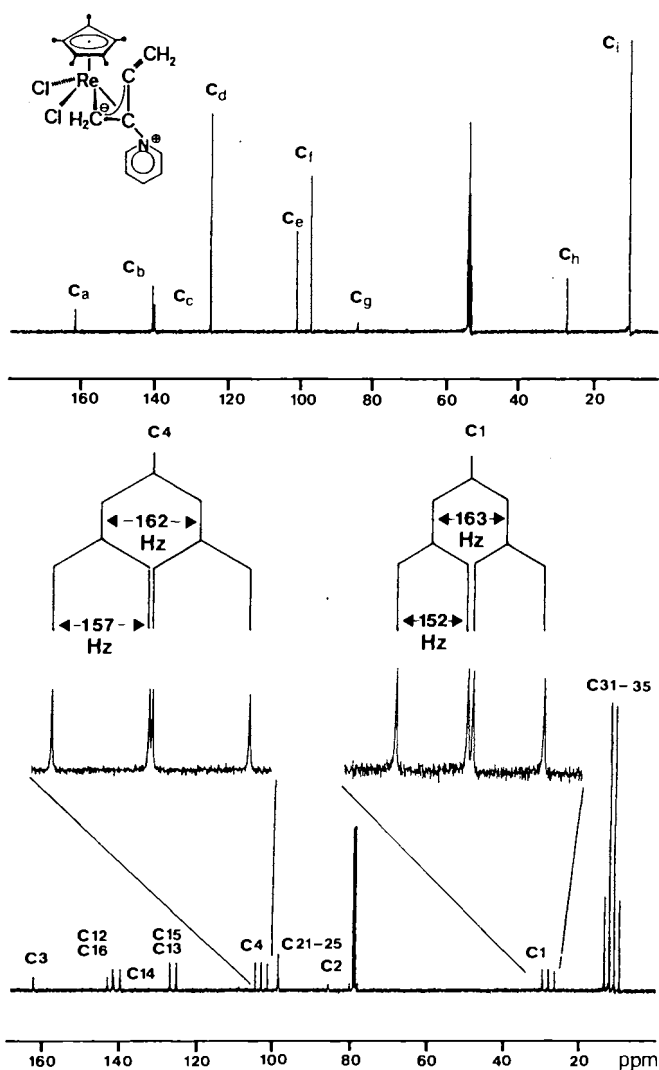 CH2
C
Re
Cl
Cl
H2C
⊖
C
N
⊕
Ca
Cb
Cc
Cd
Ce
Cf
Cg
Ch
Ci
160 140 120 100 80 60 40 20
C4
162
Hz
157
Hz
C1
163
Hz
152
Hz
C31-35
C3
C12
C16
C14
C15
C13
C4
C21-25
C2
C1
160 140 120 100 80 60 40 20 ppm